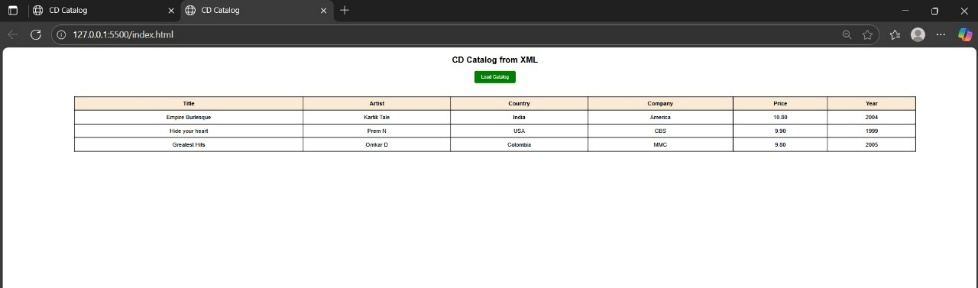 CD Catalog CD Catalog
127.0.0.1:5500/index.html
CD Catalog from XML
Load Catalog
Title Artist Country Company Price Year
Empire Burlesque Kartik Tale India America 10.80 2004
Hide your heart Prem N USA CBS 9.90 1999
Greatest Hits Omkar D Colombia MMC 9.80 2005